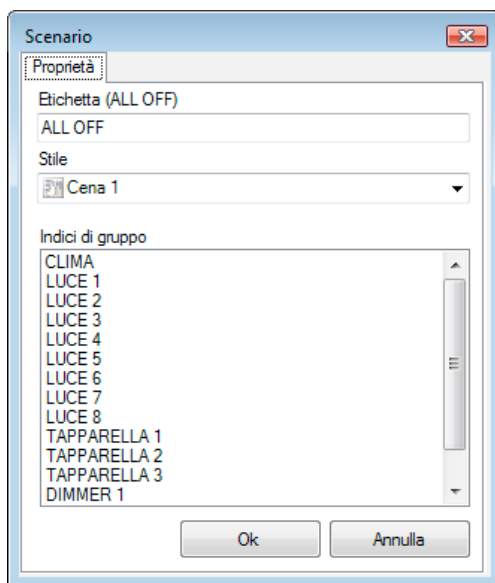 Scenario
Proprietà
Etichetta (ALL OFF)
ALL OFF
Stile
Cena 1
Indici di gruppo
CLIMA
LUCE 1
LUCE 2
LUCE 3
LUCE 4
LUCE 5
LUCE 6
LUCE 7
LUCE 8
TAPPARELLA 1
TAPPARELLA 2
TAPPARELLA 3
DIMMER 1
Ok
Annulla